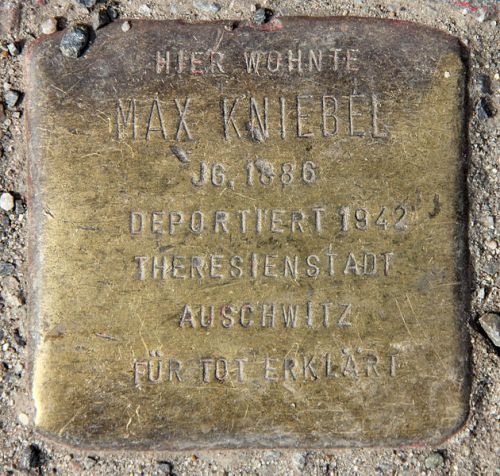 HIER WOHNTE
MAX KNIEBEL
JG. 1886
DEPORTIERT 1942
THERESIENSTADT
AUSCHWITZ
FÜR TOT ERKLÄRT